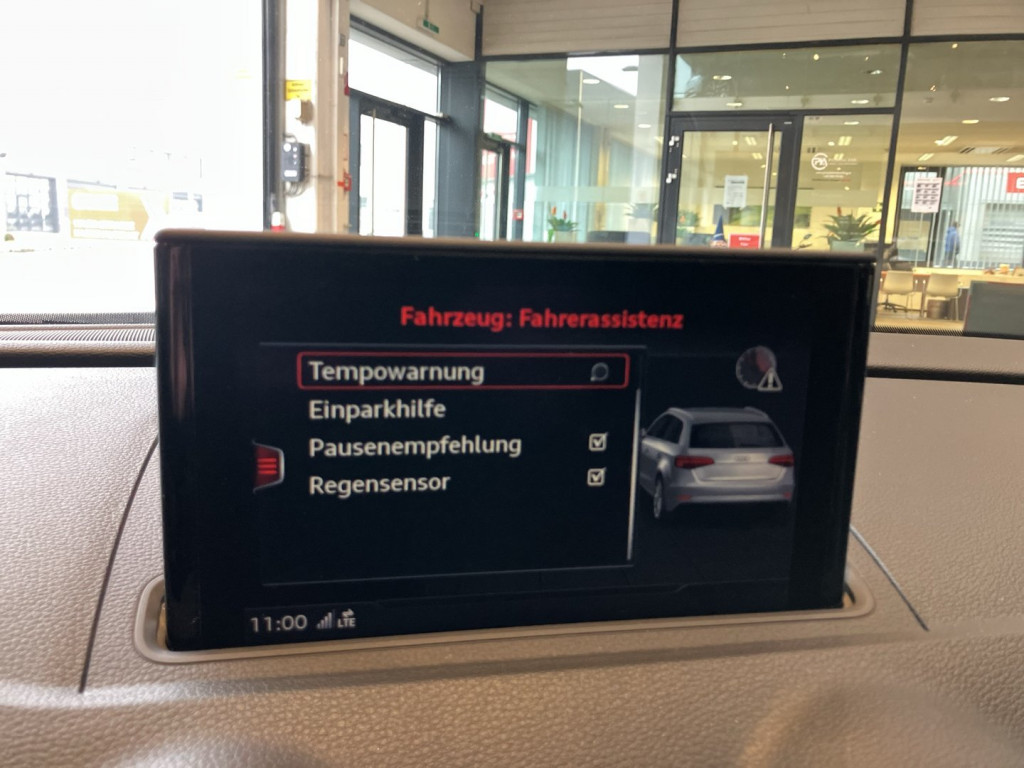 Fahrzeug: Fahrerassistenz
Tempowarnung
Einparkhilfe
Pausenempfehlung
Regensensor
11:00 LTE